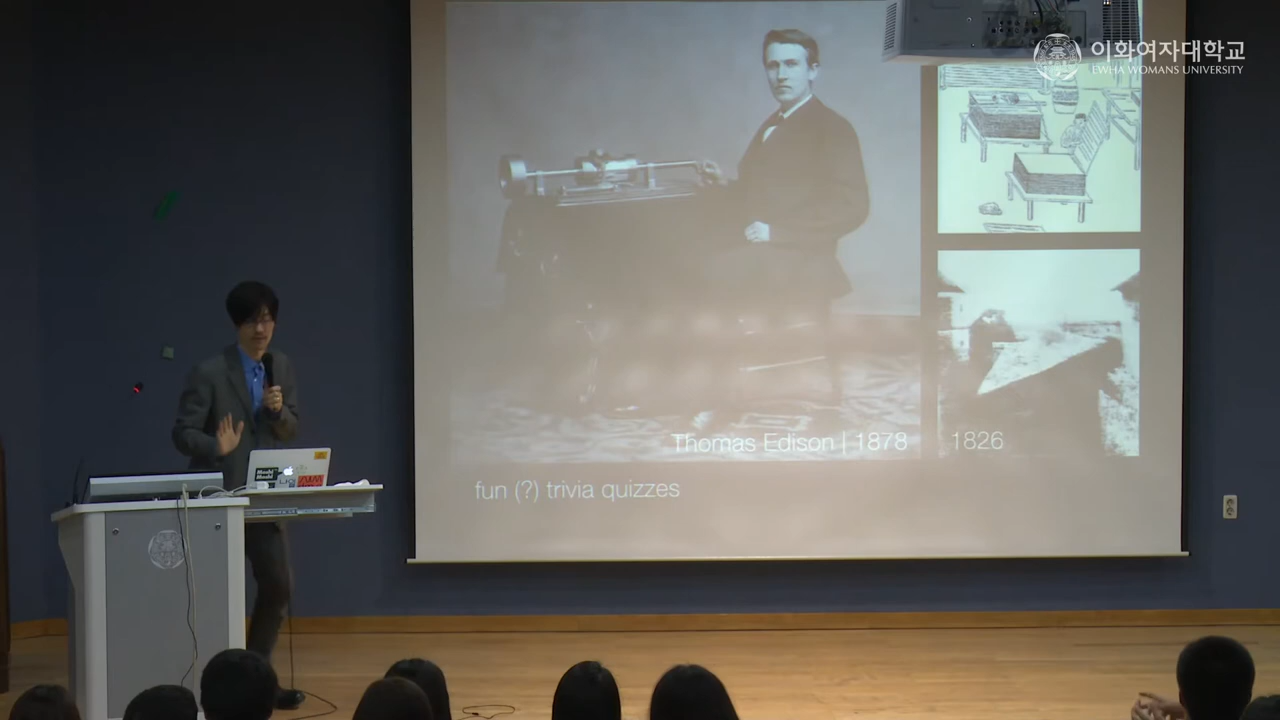 이화여자대학교
EWHA WOMANS UNIVERSITY
Thomas Edison | 1878
1826
fun (?) trivia quizzes